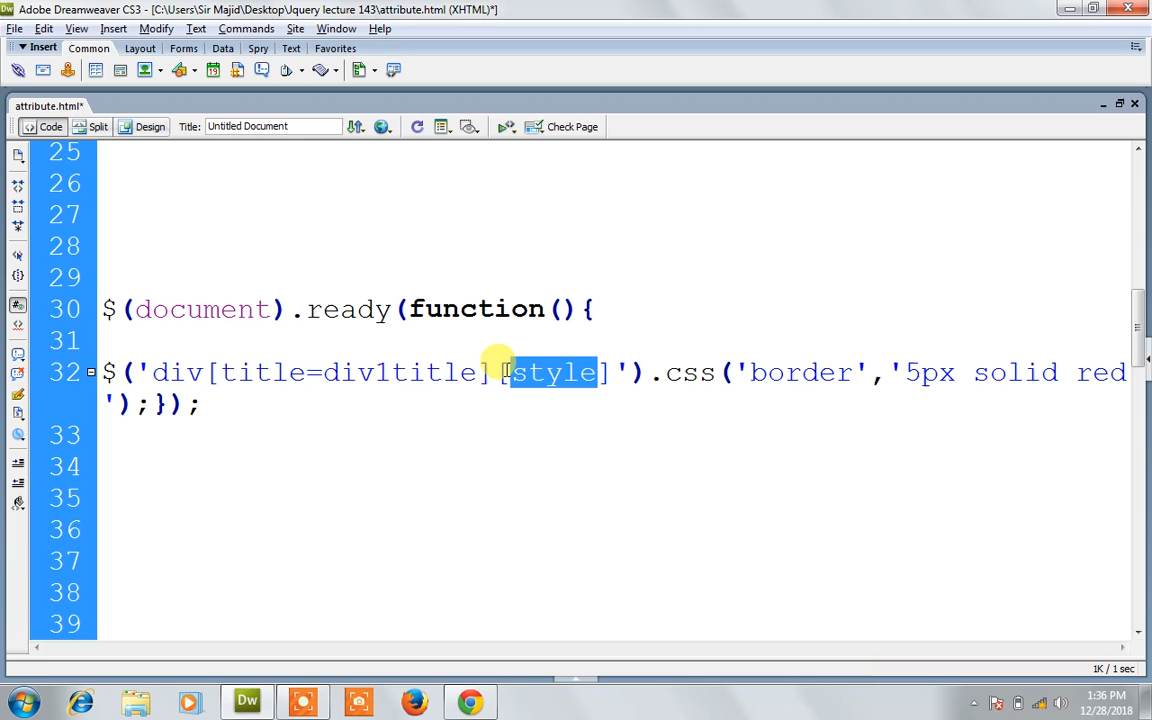 Dw Adobe Dreamweaver CS3 - [C:\Users\Sir Majid\Desktop\Jquery lecture 143\attribute.html (XHTML)*]
File Edit View Insert Modify Text Commands Site Window Help
Insert Common Layout Forms Data Spry Text Favorites
attribute.html*
Code Split Design Title: Untitled Document Check Page
25
26
27
28
29
30 $(document).ready(function(){
31
32 $('div[title=div1title][style]').css('border','5px solid red
');});
33
34
35
36
37
38
39
1K / 1 sec
Dw
1:36 PM
12/28/2018